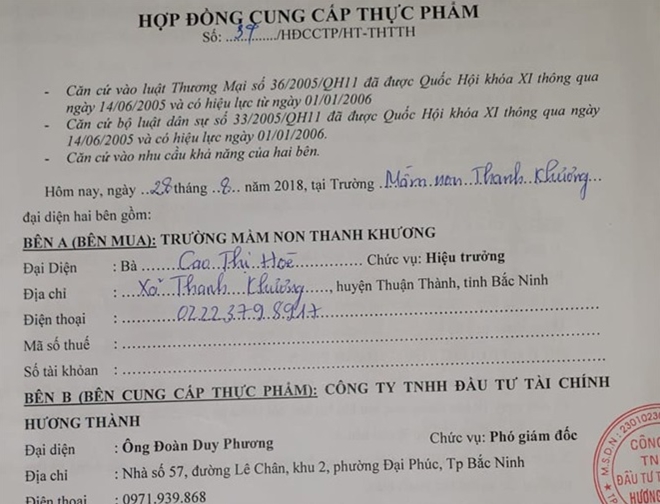 HỢP ĐỒNG CUNG CẤP THỰC PHẨM
Số: ...37........./HĐCCTP/HT-THTTH
- Căn cứ vào luật Thương Mại số 36/2005/QH11 đã được Quốc Hội khóa XI thông qua
ngày 14/06/2005 và có hiệu lực từ ngày 01/01/2006
- Căn cứ bộ luật dân sự số 33/2005/QH11 đã được Quốc Hội khóa XI thông qua ngày
14/06/2005 và có hiệu lực ngày 01/01/2006.
- Căn cứ vào nhu cầu khả năng của hai bên.
Hôm nay, ngày ..28 tháng ..8.. năm 2018, tại Trường ..Mầm non Thanh Khương...
đại diện hai bên gồm:
BÊN A (BÊN MUA): TRƯỜNG MẦM NON THANH KHƯƠNG
Đại Diện : Bà ......Cao Thị Hoè............ Chức vụ: Hiệu trưởng
Địa chỉ : ...Xã Thanh Khương....., huyện Thuận Thành, tỉnh Bắc Ninh
Điện thoại : .........02223798917.........
Mã số thuế : ..................
Số tài khoản : ..................
BÊN B (BÊN CUNG CẤP THỰC PHẨM): CÔNG TY TNHH ĐẦU TƯ TÀI CHÍNH
HƯƠNG THÀNH
Đại diện : Ông Đoàn Duy Phương Chức vụ: Phó giám đốc
Địa chỉ : Nhà số 57, đường Lê Chân, khu 2, phường Đại Phúc, Tp Bắc Ninh
Điện thoại : 0971.939.868
M.S.D.N: 2301023
CÔNG
TN
ĐẦU TƯ T
HƯƠNG